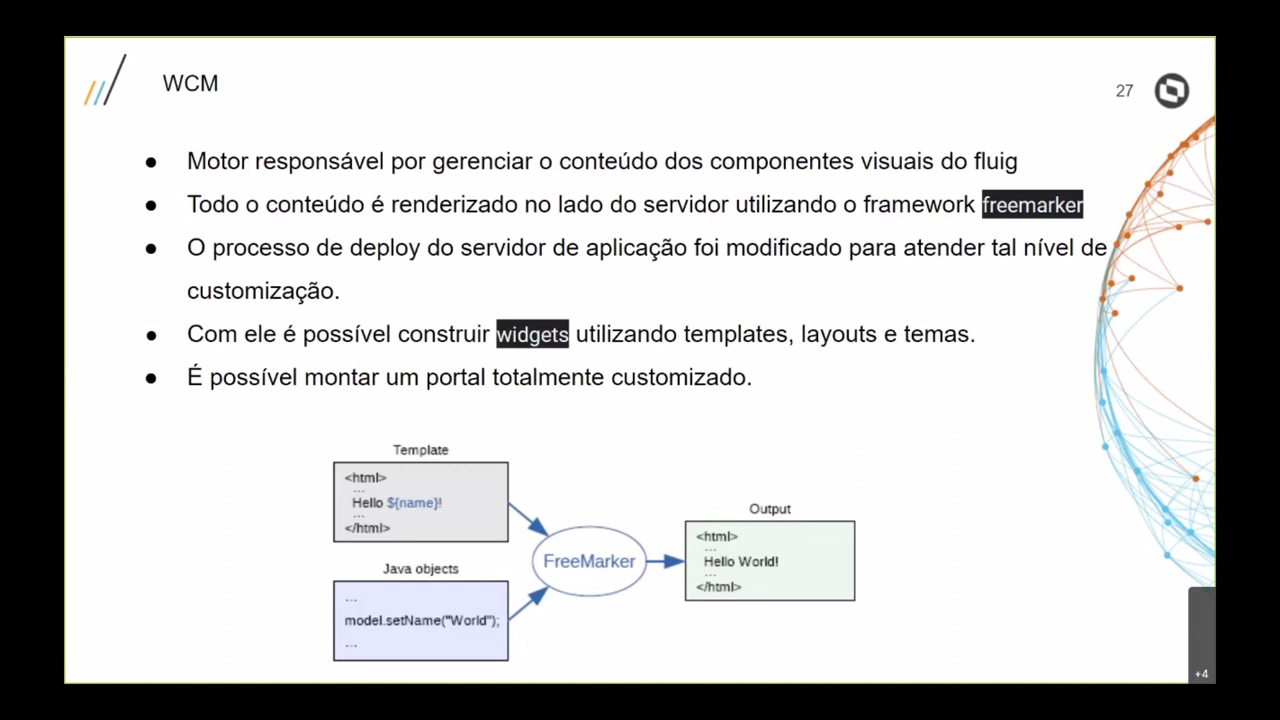 WCM
27
● Motor responsável por gerenciar o conteúdo dos componentes visuais do fluig
● Todo o conteúdo é renderizado no lado do servidor utilizando o framework freemarker
● O processo de deploy do servidor de aplicação foi modificado para atender tal nível de
customização.
● Com ele é possível construir widgets utilizando templates, layouts e temas.
● É possível montar um portal totalmente customizado.
Template
<html>
...
Hello ${name}!
...
</html>
Java objects
...
model.setName("World");
...
FreeMarker
Output
<html>
...
Hello World!
...
</html>
+4